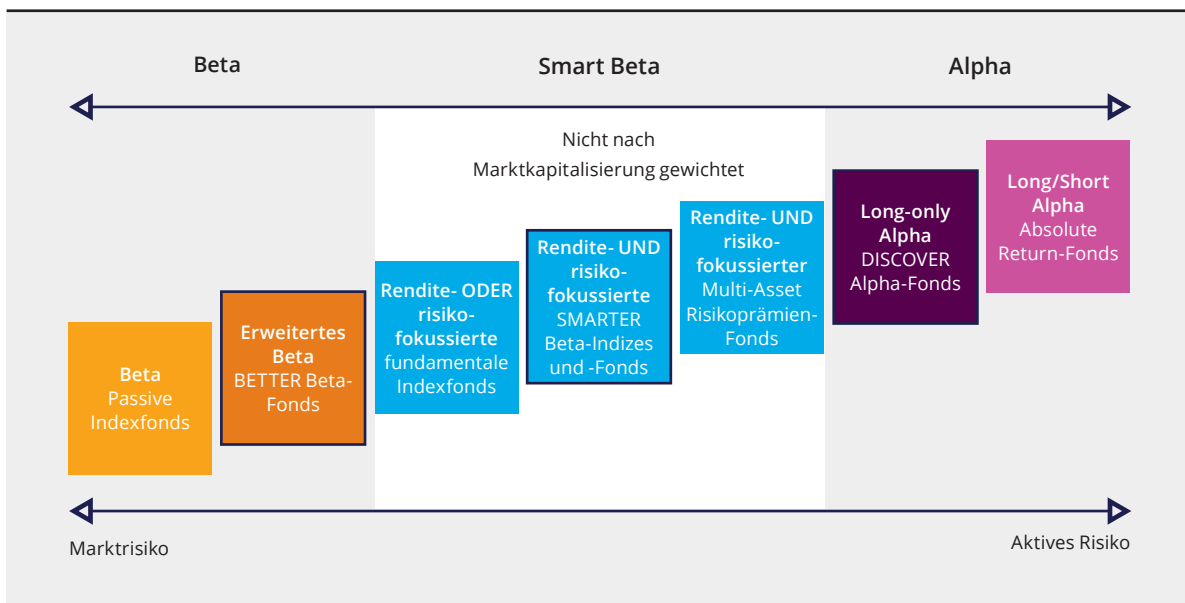 Beta
Smart Beta
Alpha
Nicht nach
Marktkapitalisierung gewichtet
Beta
Passive
Indexfonds
Erweitertes
Beta
BETTER Beta-
Fonds
Rendite- ODER
risiko-
fokussierte
fundamentale
Indexfonds
Rendite- UND
risiko-
fokussierte
SMARTER
Beta-Indizes
und -Fonds
Rendite- UND
risiko-
fokussierter
Multi-Asset
Risikoprämien-
Fonds
Long-only
Alpha
DISCOVER
Alpha-Fonds
Long/Short
Alpha
Absolute
Return-Fonds
Marktrisiko
Aktives Risiko